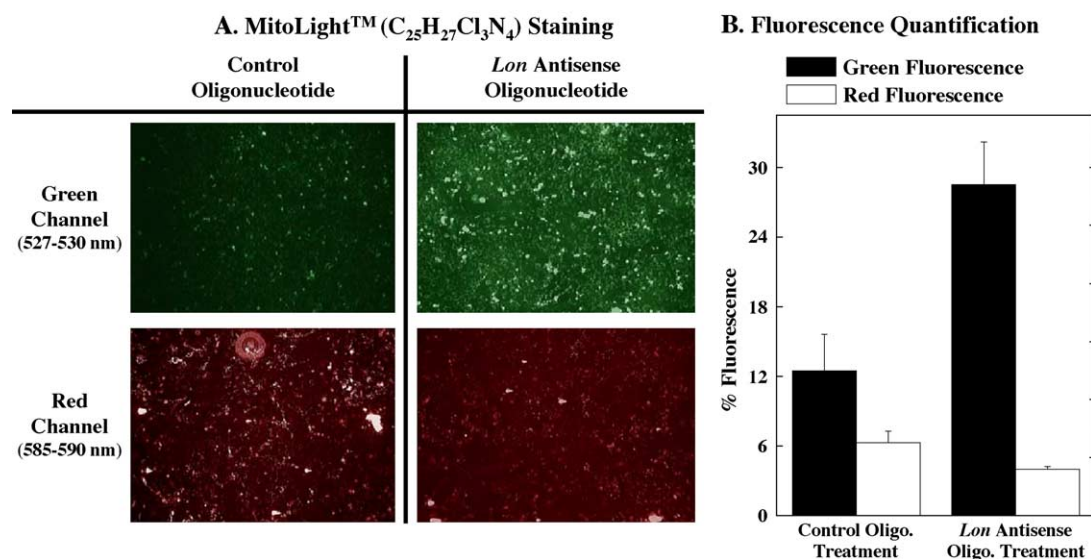 A. MitoLight™ (C₂₅H₂₇Cl₃N₄) Staining
Control
Oligonucleotide
Lon Antisense
Oligonucleotide
Green
Channel
(527-530 nm)
Red
Channel
(585-590 nm)
B. Fluorescence Quantification
Green Fluorescence
Red Fluorescence
% Fluorescence
30
24
18
12
6
0
Control Oligo.
Treatment
Lon Antisense
Oligo. Treatment